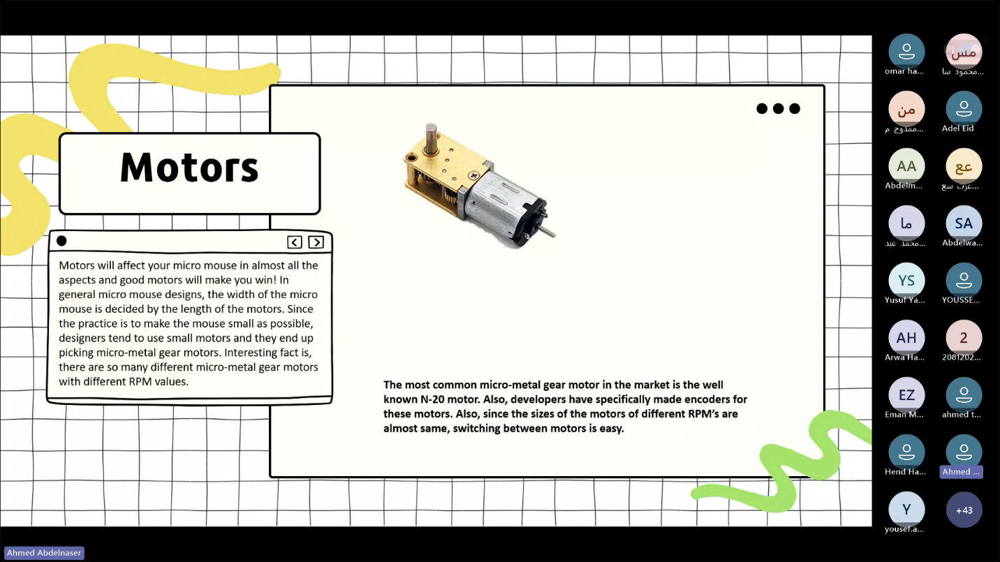 Motors
Motors will affect your micro mouse in almost all the
aspects and good motors will make you win! In
general micro mouse designs, the width of the micro
mouse is decided by the length of the motors. Since
the practice is to make the mouse small as possible,
designers tend to use small motors and they end up
picking micro-metal gear motors. Interesting fact is,
there are so many different micro-metal gear motors
with different RPM values.
The most common micro-metal gear motor in the market is the well
known N-20 motor. Also, developers have specifically made encoders for
these motors. Also, since the sizes of the motors of different RPM's are
almost same, switching between motors is easy.
omar ha...
مس
محمود سا...
من
ممدوح م...
Adel Eid
AA
Abdelm...
عع
عزت سع...
ما
محمد عبد...
SA
Abdelwa...
YS
Yusuf Ya...
YOUSSE...
AH
Arwa Ha...
2
2081202...
EZ
Eman M...
ahmed t...
Hend Ha...
Ahmed ...
Y
yousef.a...
+43
Ahmed Abdelnaser